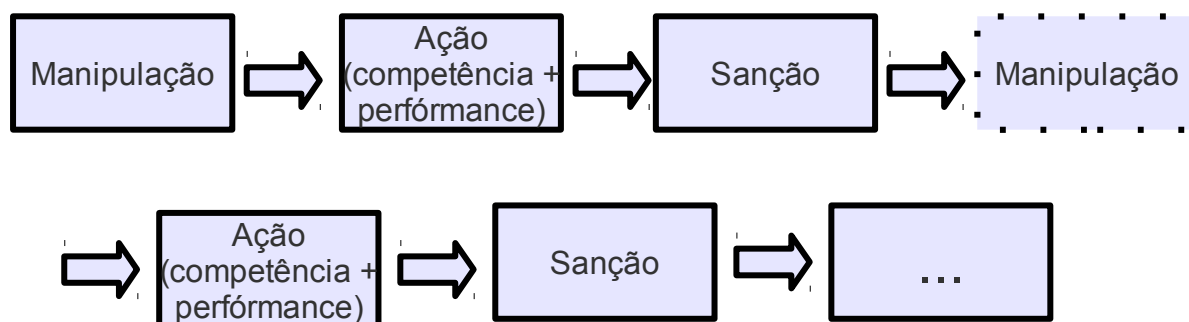 Manipulação
Ação
(competência +
perfórmance)
Sanção
Manipulação
Ação
(competência +
perfórmance)
Sanção
...